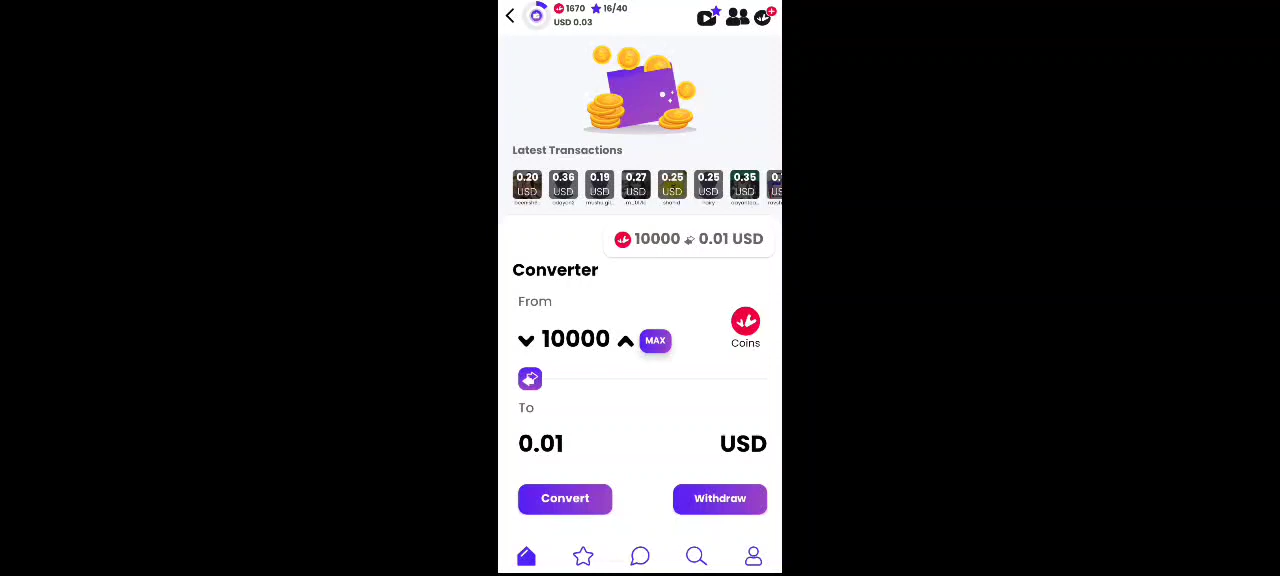 1670 16/40
USD 0.03
Latest Transactions
0.20 0.36 0.19 0.27 0.25 0.25 0.35
USD USD USD USD USD USD USD
10000 0.01 USD
Converter
From
10000 MAX
Coins
To
0.01 USD
Convert Withdraw